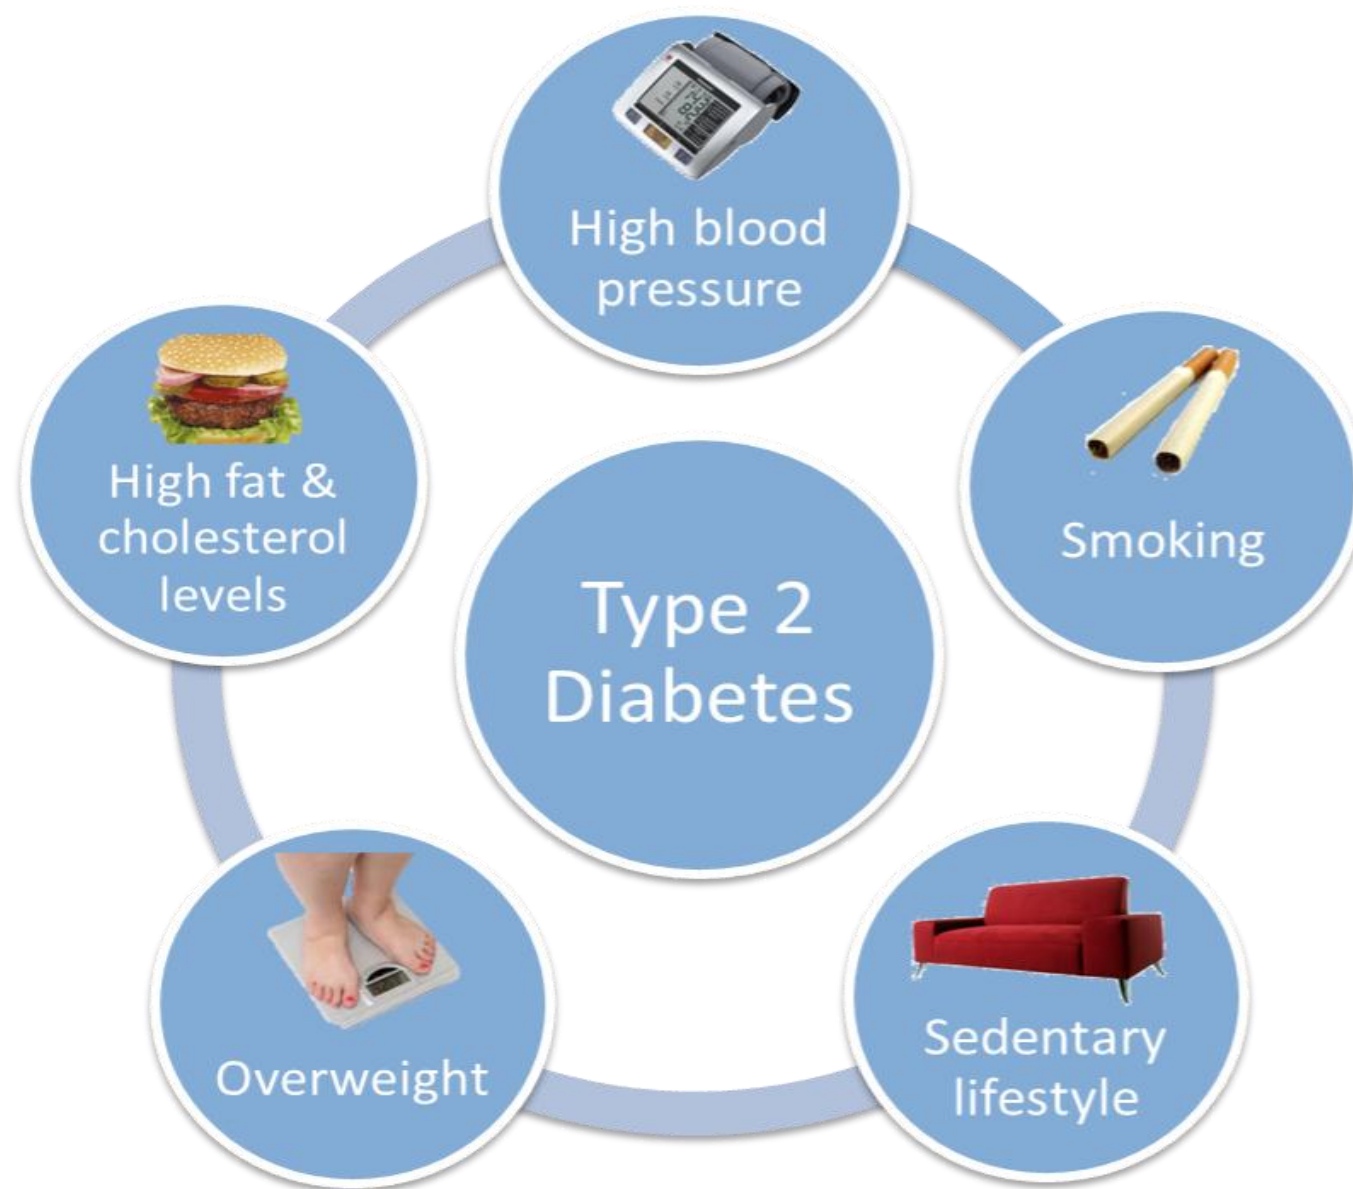 High blood
pressure
Smoking
Sedentary
lifestyle
Overweight
High fat &
cholesterol
levels
Type 2
Diabetes